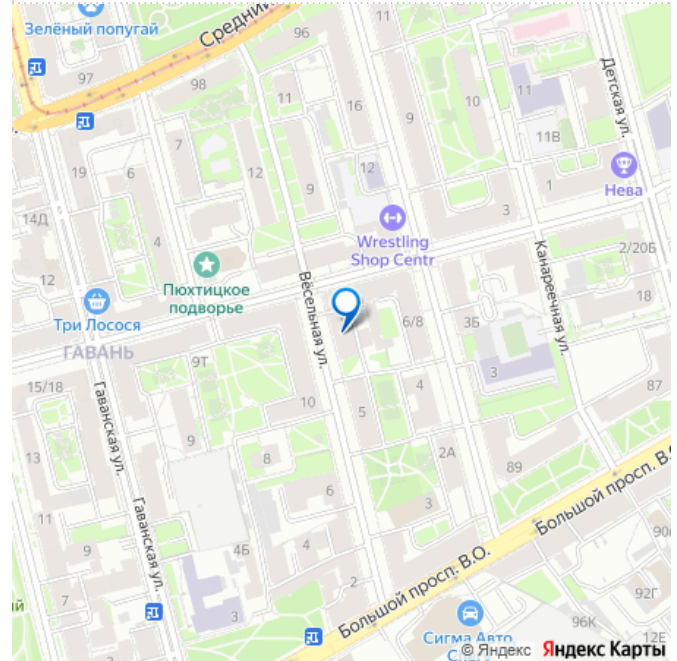 Зелёный попугай
Средний
96
97
98
11
16
9
10
11
Детская ул.
11В
7
12
19
6
9
1
Нева
3
14Д
4
Wrestling
Shop Centr
2/20Б
12
Пюхтицкое
подворье
Вёсельная ул.
Канареечная ул.
18
Три Лосося
6/8
3Б
ГАВАНЬ
9Т
3
15/18
Гаванская ул.
10
4
87
5
9
13
8
2А
89
6
3
Большой просп. В.О.
11
Гаванская ул.
9
4Б
4
90
7
2
92Г
ий
3
Большой просп. В.О.
96К
12Е
Сигма Авто
© Яндекс Яндекс Карты